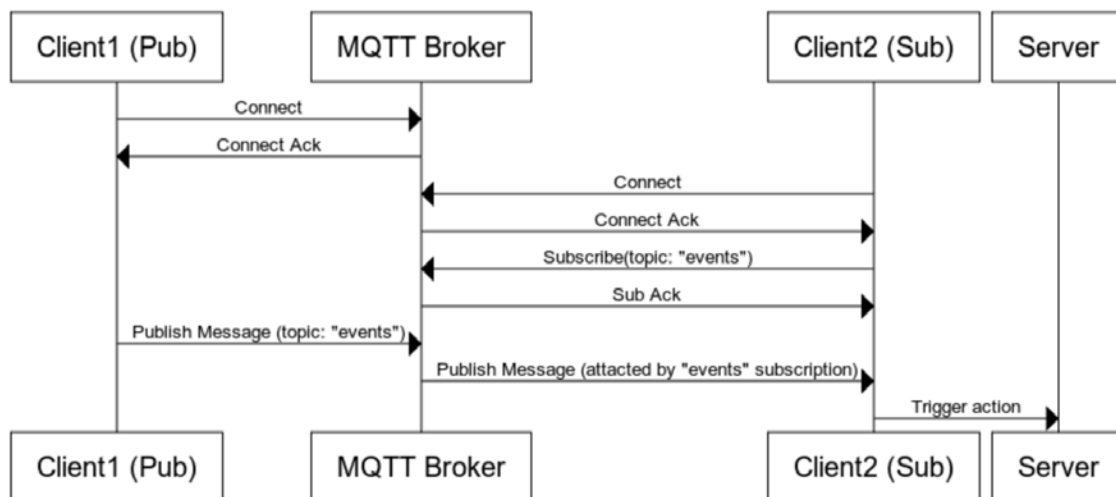 Client1 (Pub)
MQTT Broker
Client2 (Sub)
Server
Connect
Connect Ack
Connect
Connect Ack
Subscribe(topic: "events")
Sub Ack
Publish Message (topic: "events")
Publish Message (attacted by "events" subscription)
Trigger action
Client1 (Pub)
MQTT Broker
Client2 (Sub)
Server